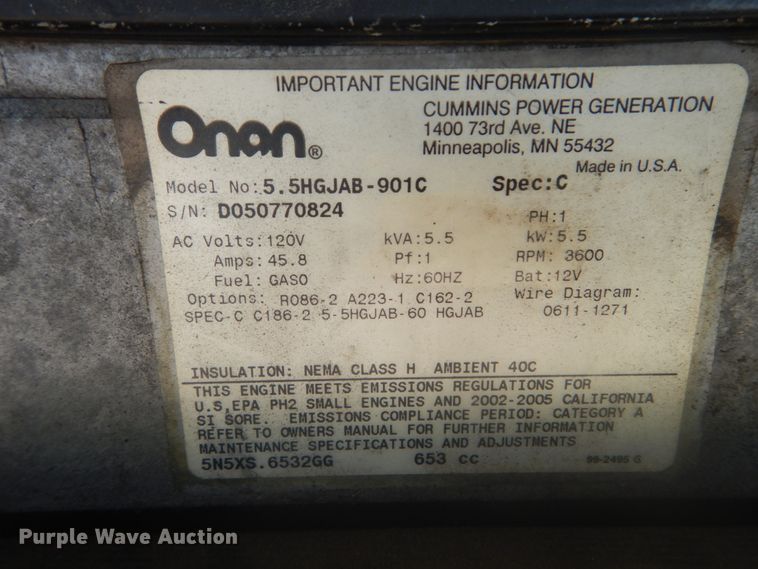 IMPORTANT ENGINE INFORMATION
Onan®
CUMMINS POWER GENERATION
1400 73rd Ave. NE
Minneapolis, MN 55432
Made in U.S.A.
Model No:5.5HGJAB-901C Spec:C
S/N: D050770824 PH:1
AC Volts:120V kVA:5.5 kW:5.5
Amps:45.8 Pf:1 RPM: 3600
Fuel:GASO Hz:60HZ Bat:12V
Options: R086-2 A223-1 C162-2 Wire Diagram:
SPEC-C C186-2 5-5HGJAB-60 HGJAB 0611-1271
INSULATION: NEMA CLASS H AMBIENT 40C
THIS ENGINE MEETS EMISSIONS REGULATIONS FOR
U.S,EPA PH2 SMALL ENGINES AND 2002-2005 CALIFORNIA
SI SORE. EMISSIONS COMPLIANCE PERIOD: CATEGORY A
REFER TO OWNERS MANUAL FOR FURTHER INFORMATION
MAINTENANCE SPECIFICATIONS AND ADJUSTMENTS
5N5XS.6532GG 653 cc 99-2495 G
Purple Wave Auction